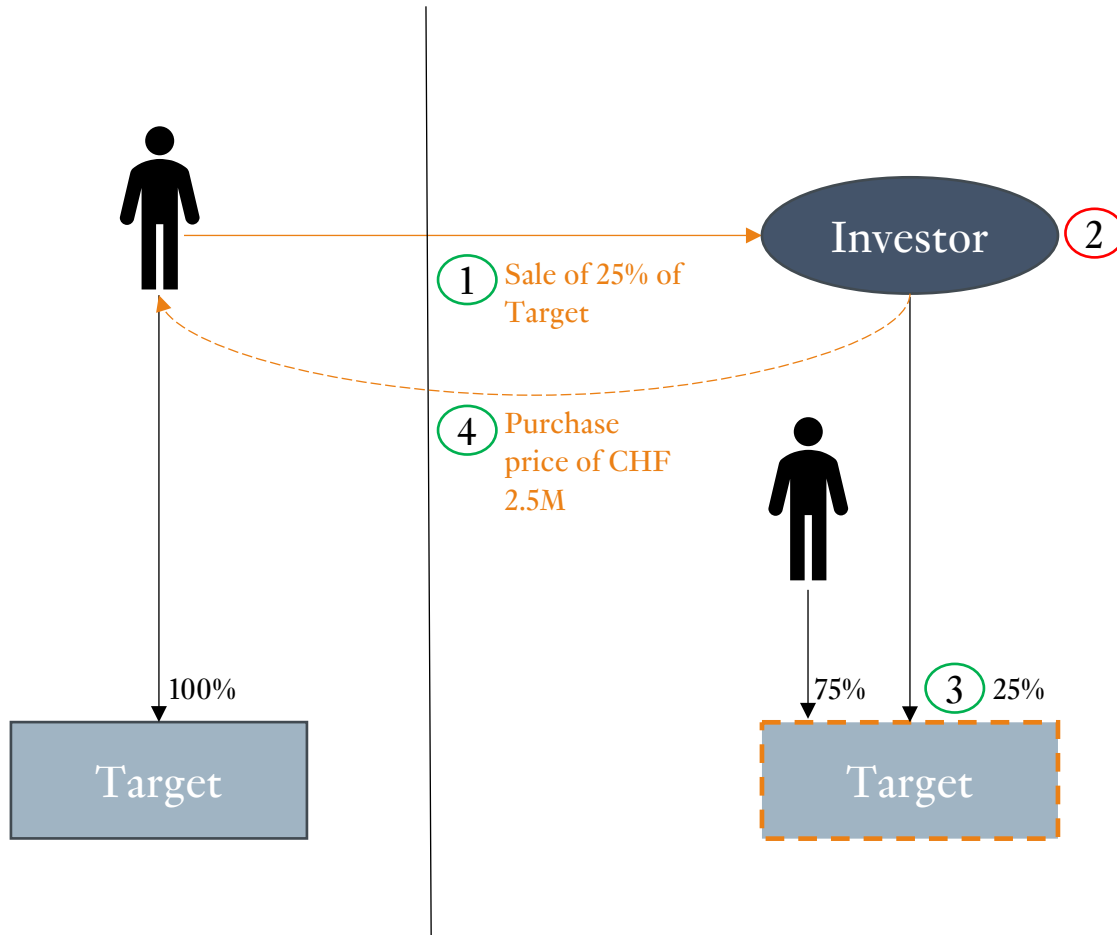 Investor
2
1
Sale of 25% of
Target
4
Purchase
price of CHF
2.5M
100%
75%
3
25%
Target
Target